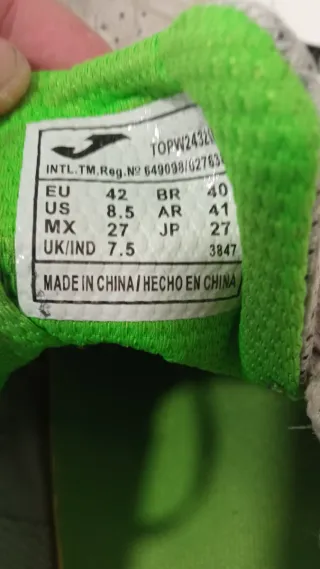 TOPW2432
INTL.TM.Reg.Nº 649098/62763
EU 42 BR 40
US 8.5 AR 41
MX 27 JP 27
UK/IND 7.5 3847
MADE IN CHINA/HECHO EN CHINA